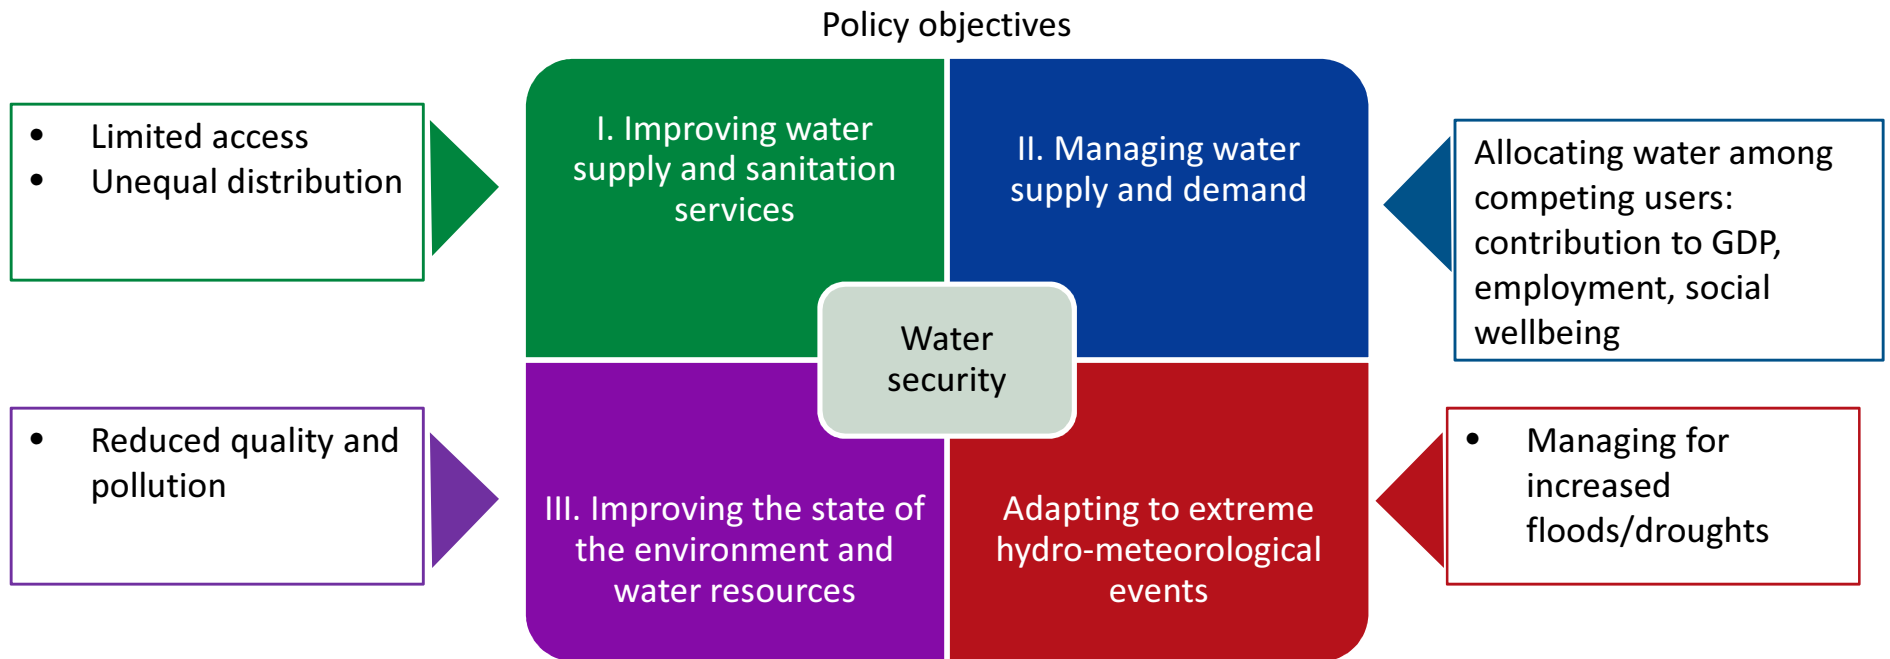 Policy objectives
• Limited access
• Unequal distribution
I. Improving water
supply and sanitation
services
II. Managing water
supply and demand
Allocating water among
competing users:
contribution to GDP,
employment, social
wellbeing
Water
security
• Reduced quality and
pollution
III. Improving the state of
the environment and
water resources
Adapting to extreme
hydro-meteorological
events
• Managing for
increased
floods/droughts